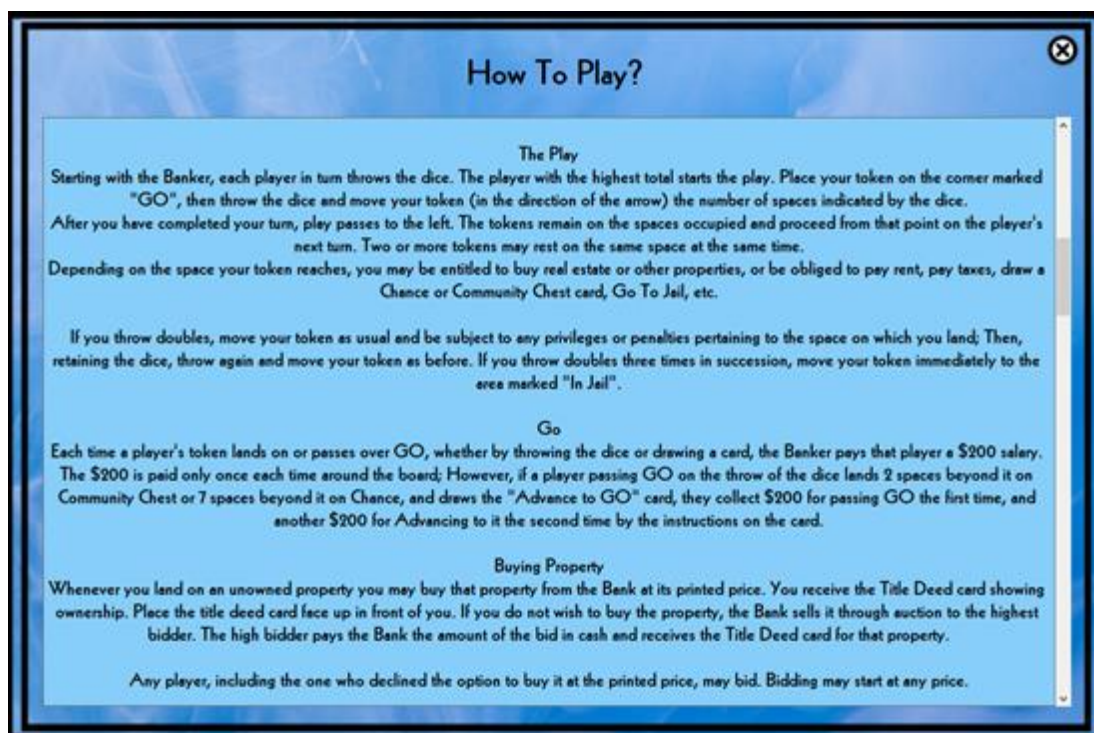 How To Play?
The Play
Starting with the Banker, each player in turn throws the dice. The player with the highest total starts the play. Place your token on the corner marked
"GO", then throw the dice and move your token (in the direction of the arrow) the number of spaces indicated by the dice.
After you have completed your turn, play passes to the left. The tokens remain on the spaces occupied and proceed from that point on the player's
next turn. Two or more tokens may rest on the same space at the same time.
Depending on the space your token reaches, you may be entitled to buy real estate or other properties, or be obliged to pay rent, pay taxes, draw a
Chance or Community Chest card, Go To Jail, etc.
If you throw doubles, move your token as usual and be subject to any privileges or penalties pertaining to the space on which you land; Then,
retaining the dice, throw again and move your token as before. If you throw doubles three times in succession, move your token immediately to the
area marked "In Jail".
Go
Each time a player's token lands on or passes over GO, whether by throwing the dice or drawing a card, the Banker pays that player a $200 salary.
The $200 is paid only once each time around the board; However, if a player passing GO on the throw of the dice lands 2 spaces beyond it on
Community Chest or 7 spaces beyond it on Chance, and draws the "Advance to GO" card, they collect $200 for passing GO the first time, and
another $200 for Advancing to it the second time by the instructions on the card.
Buying Property
Whenever you land on an unowned property you may buy that property from the Bank at its printed price. You receive the Title Deed card showing
ownership. Place the title deed card face up in front of you. If you do not wish to buy the property, the Bank sells it through auction to the highest
bidder. The high bidder pays the Bank the amount of the bid in cash and receives the Title Deed card for that property.
Any player, including the one who declined the option to buy it at the printed price, may bid. Bidding may start at any price.